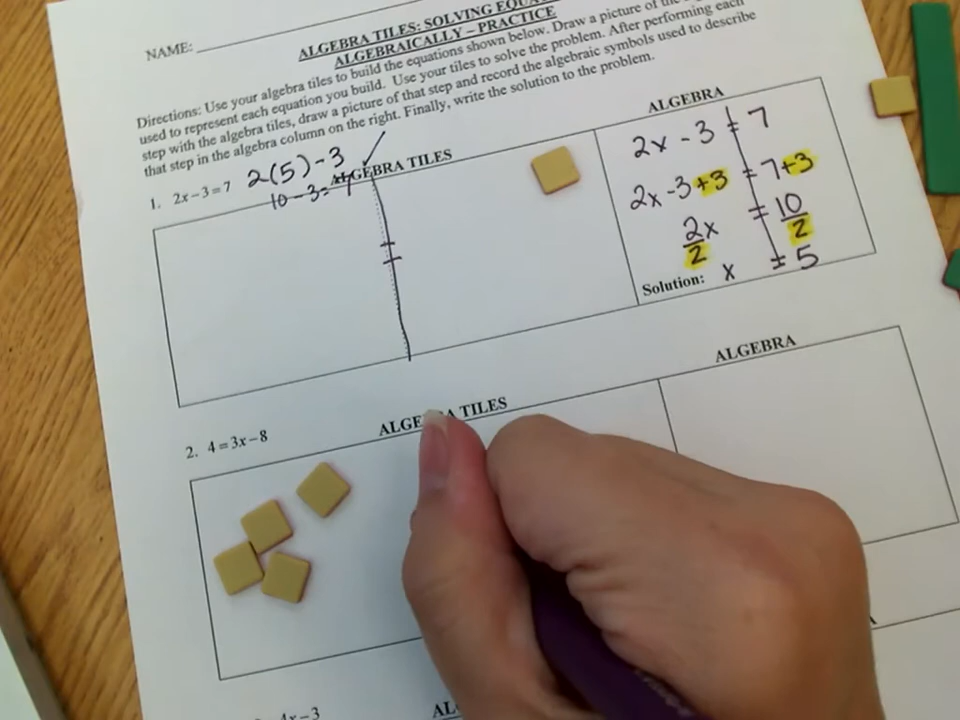 NAME:
ALGEBRA TILES: SOLVING
ALGEBRAICALLY – PRACTICE
Directions: Use your algebra tiles to build the equations shown below. Draw a picture of the
used to represent each equation you build. Use your tiles to solve the problem. After performing each
step with the algebra tiles, draw a picture of that step and record the algebraic symbols used to describe
that step in the algebra column on the right. Finally, write the solution to the problem.
1. 2x – 3 = 7
2(5) - 3 ✓
10 - 3 = 7
ALGEBRA TILES
ALGEBRA
2x - 3 = 7
2x - 3 + 3 = 7 + 3
2x = 10
2 2
Solution: x = 5
=
2. 4 = 3x – 8
ALGEBRA TILES
ALGEBRA
4x – 3